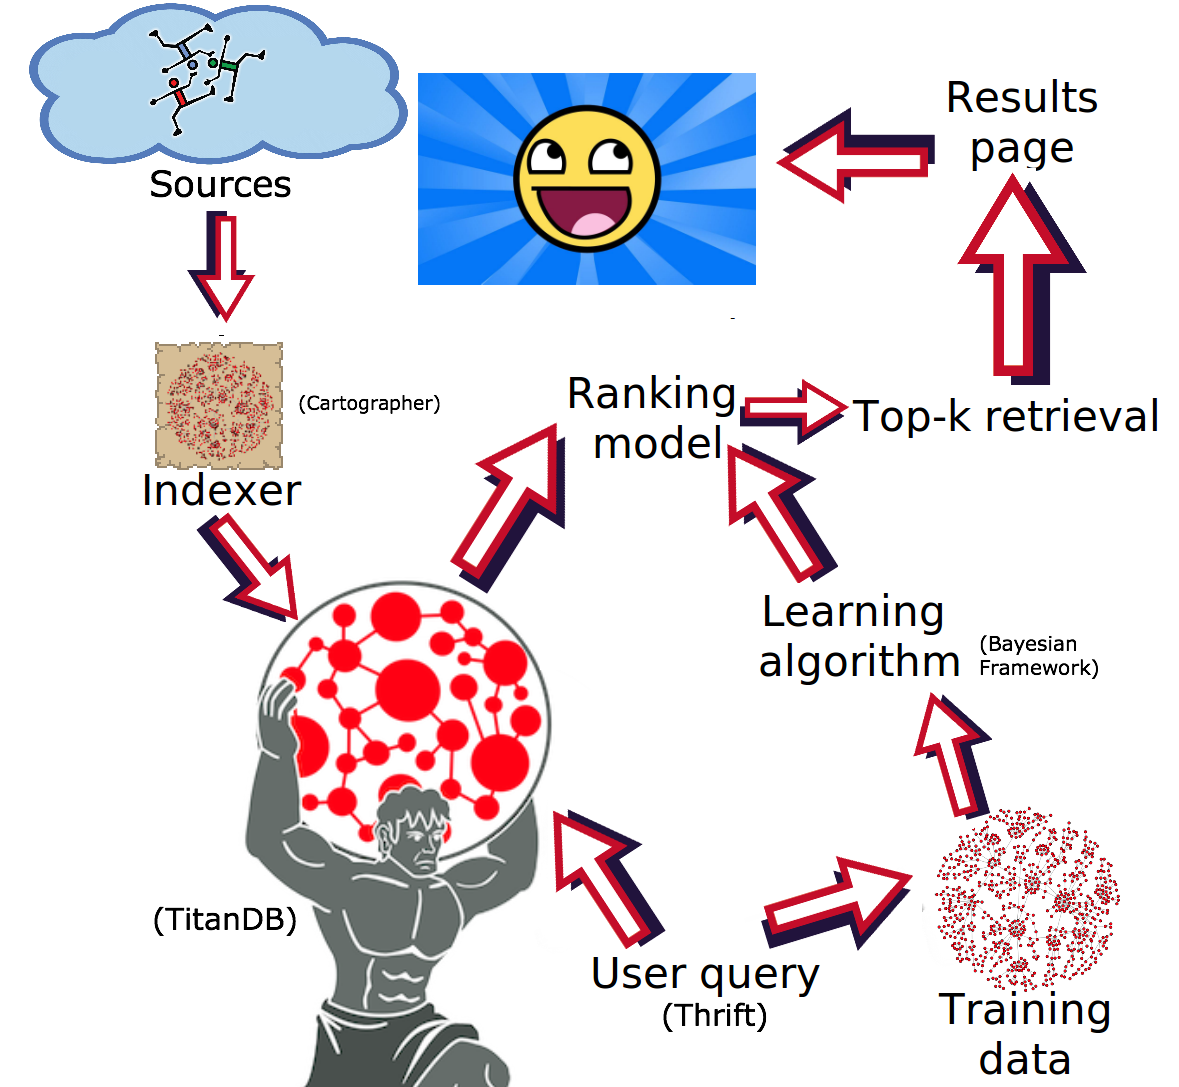 Sources
Results
page
(Cartographer)
Indexer
Ranking
model
Top-k retrieval
Learning
algorithm
(Bayesian
Framework)
(TitanDB)
User query
(Thrift)
Training
data